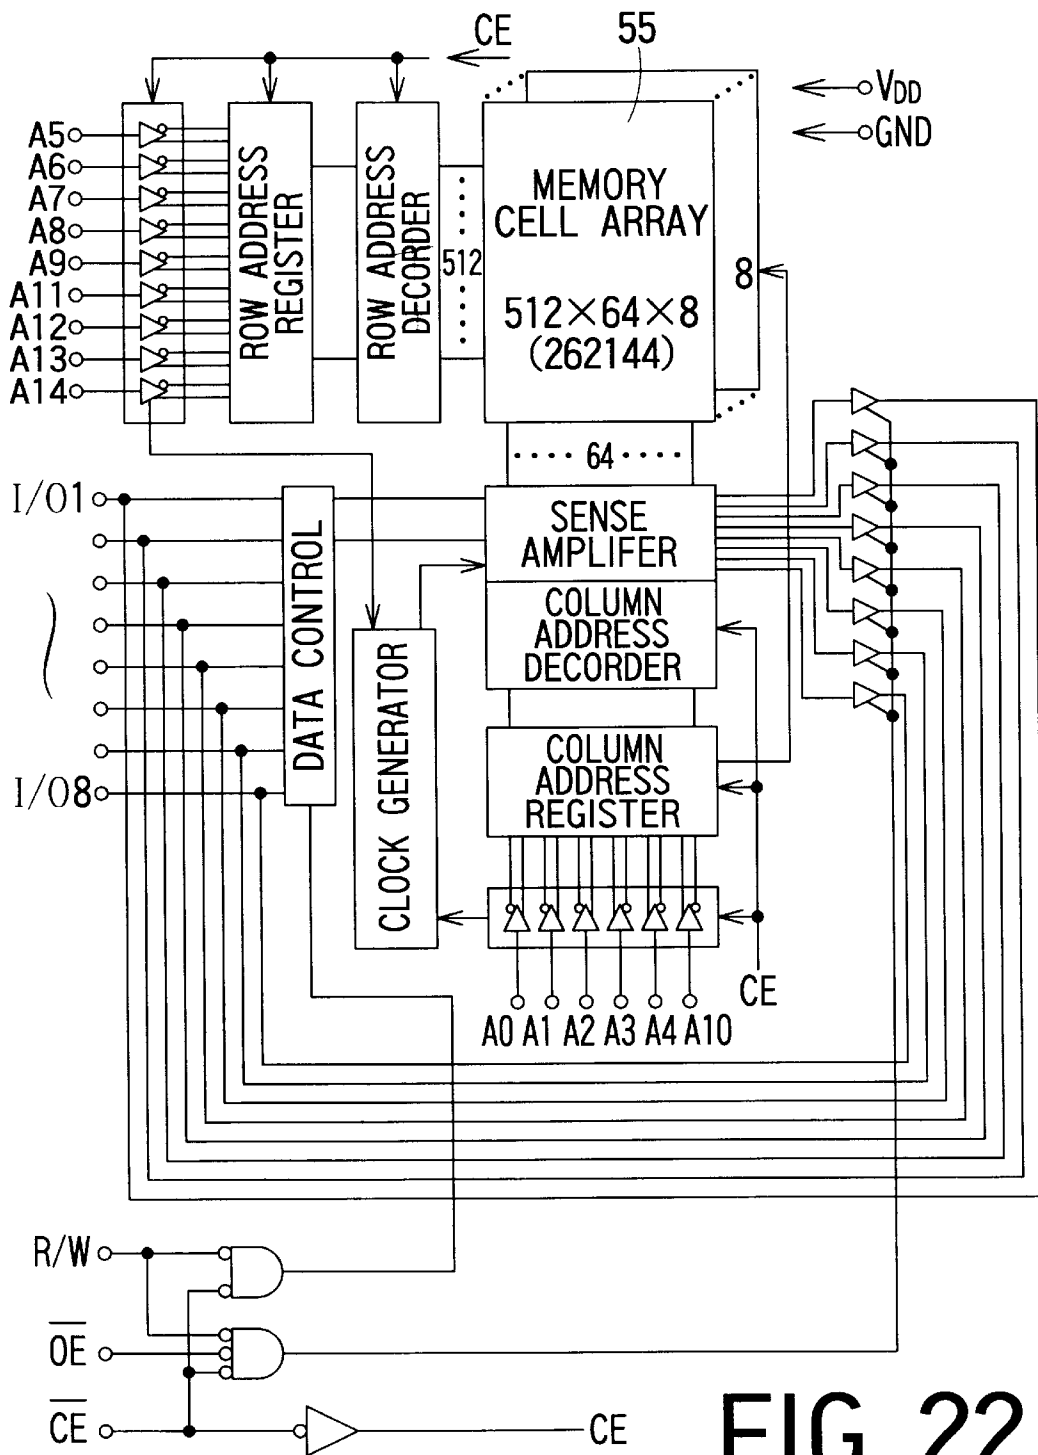 CE
55
VDD
GND
A5
A6
A7
A8
A9
A11
A12
A13
A14
ROW ADDRESS
REGISTER
ROW ADDRESS
DECORDER
512
MEMORY
CELL ARRAY
512×64×8
(262144)
8
64
I/O1
I/O8
DATA CONTROL
CLOCK GENERATOR
SENSE
AMPLIFER
COLUMN
ADDRESS
DECORDER
COLUMN
ADDRESS
REGISTER
CE
A0 A1 A2 A3 A4 A10
R/W
O̅E̅
C̅E̅
CE
FIG. 22